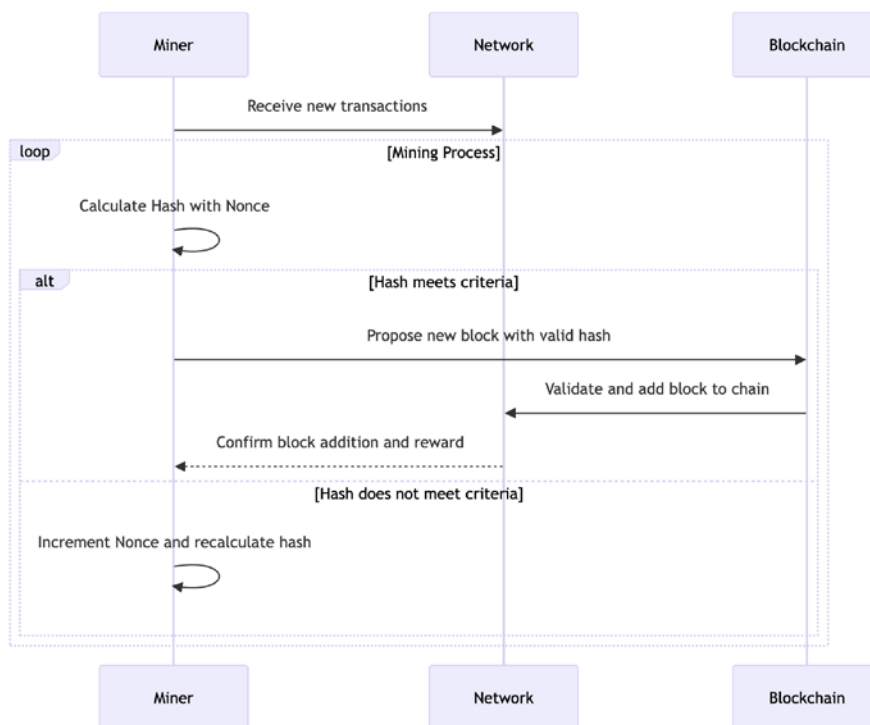 Miner
Network
Blockchain
Receive new transactions
loop
[Mining Process]
Calculate Hash with Nonce
alt
[Hash meets criteria]
Propose new block with valid hash
Validate and add block to chain
Confirm block addition and reward
[Hash does not meet criteria]
Increment Nonce and recalculate hash
Miner
Network
Blockchain